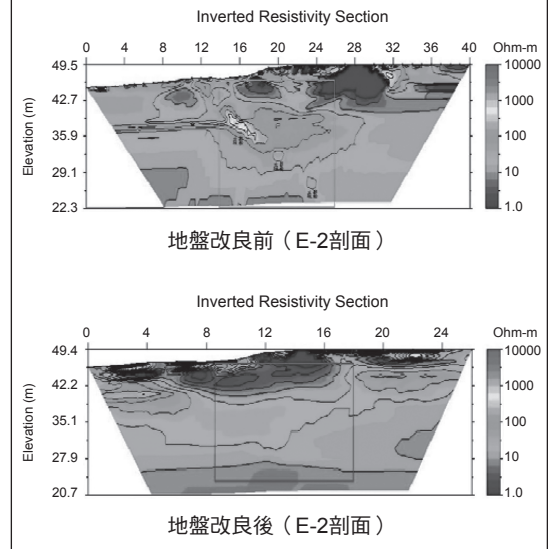 Inverted Resistivity Section
0 4 8 12 16 20 24 28 32 36 40 Ohm-m
49.5
42.7
35.9
29.1
22.3
Elevation (m)
10000
1000
100
10
1.0
地盤改良前（E-2剖面）
Inverted Resistivity Section
0 4 8 12 16 20 24 Ohm-m
49.4
42.2
35.1
27.9
20.7
Elevation (m)
10000
1000
100
10
1.0
地盤改良後（E-2剖面）